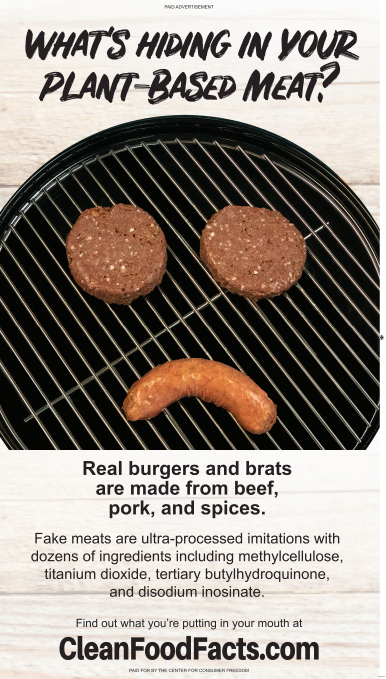 PAID ADVERTISEMENT
WHAT'S HIDING IN YOUR
PLANT-BASED MEAT?
Real burgers and brats
are made from beef,
pork, and spices.
Fake meats are ultra-processed imitations with
dozens of ingredients including methylcellulose,
titanium dioxide, tertiary butylhydroquinone,
and disodium inosinate.
Find out what you're putting in your mouth at
CleanFoodFacts.com
PAID FOR BY THE CENTER FOR CONSUMER FREEDOM